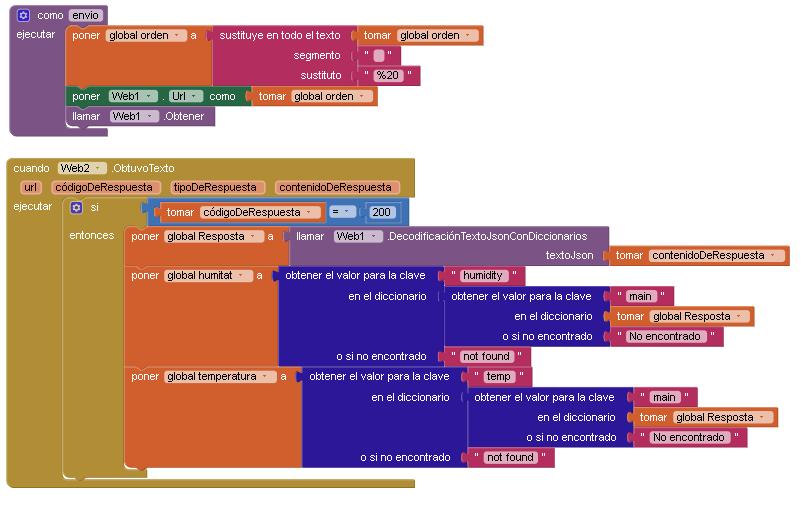 como envio
ejecutar poner global orden a sustituye en todo el texto tomar global orden
segmento " "
sustituto " %20 "
poner Web1 . Url como tomar global orden
llamar Web1 .Obtener
cuando Web2 .ObtuvoTexto
url códigoDeRespuesta tipoDeRespuesta contenidoDeRespuesta
ejecutar si tomar códigoDeRespuesta = 200
entonces poner global Resposta a llamar Web1 .DecodificaciónTextoJsonConDiccionarios
textoJson tomar contenidoDeRespuesta
poner global humitat a obtener el valor para la clave " humidity "
en el diccionario obtener el valor para la clave " main "
en el diccionario tomar global Resposta
o si no encontrado " No encontrado "
o si no encontrado " not found "
poner global temperatura a obtener el valor para la clave " temp "
en el diccionario obtener el valor para la clave " main "
en el diccionario tomar global Resposta
o si no encontrado " No encontrado "
o si no encontrado " not found "